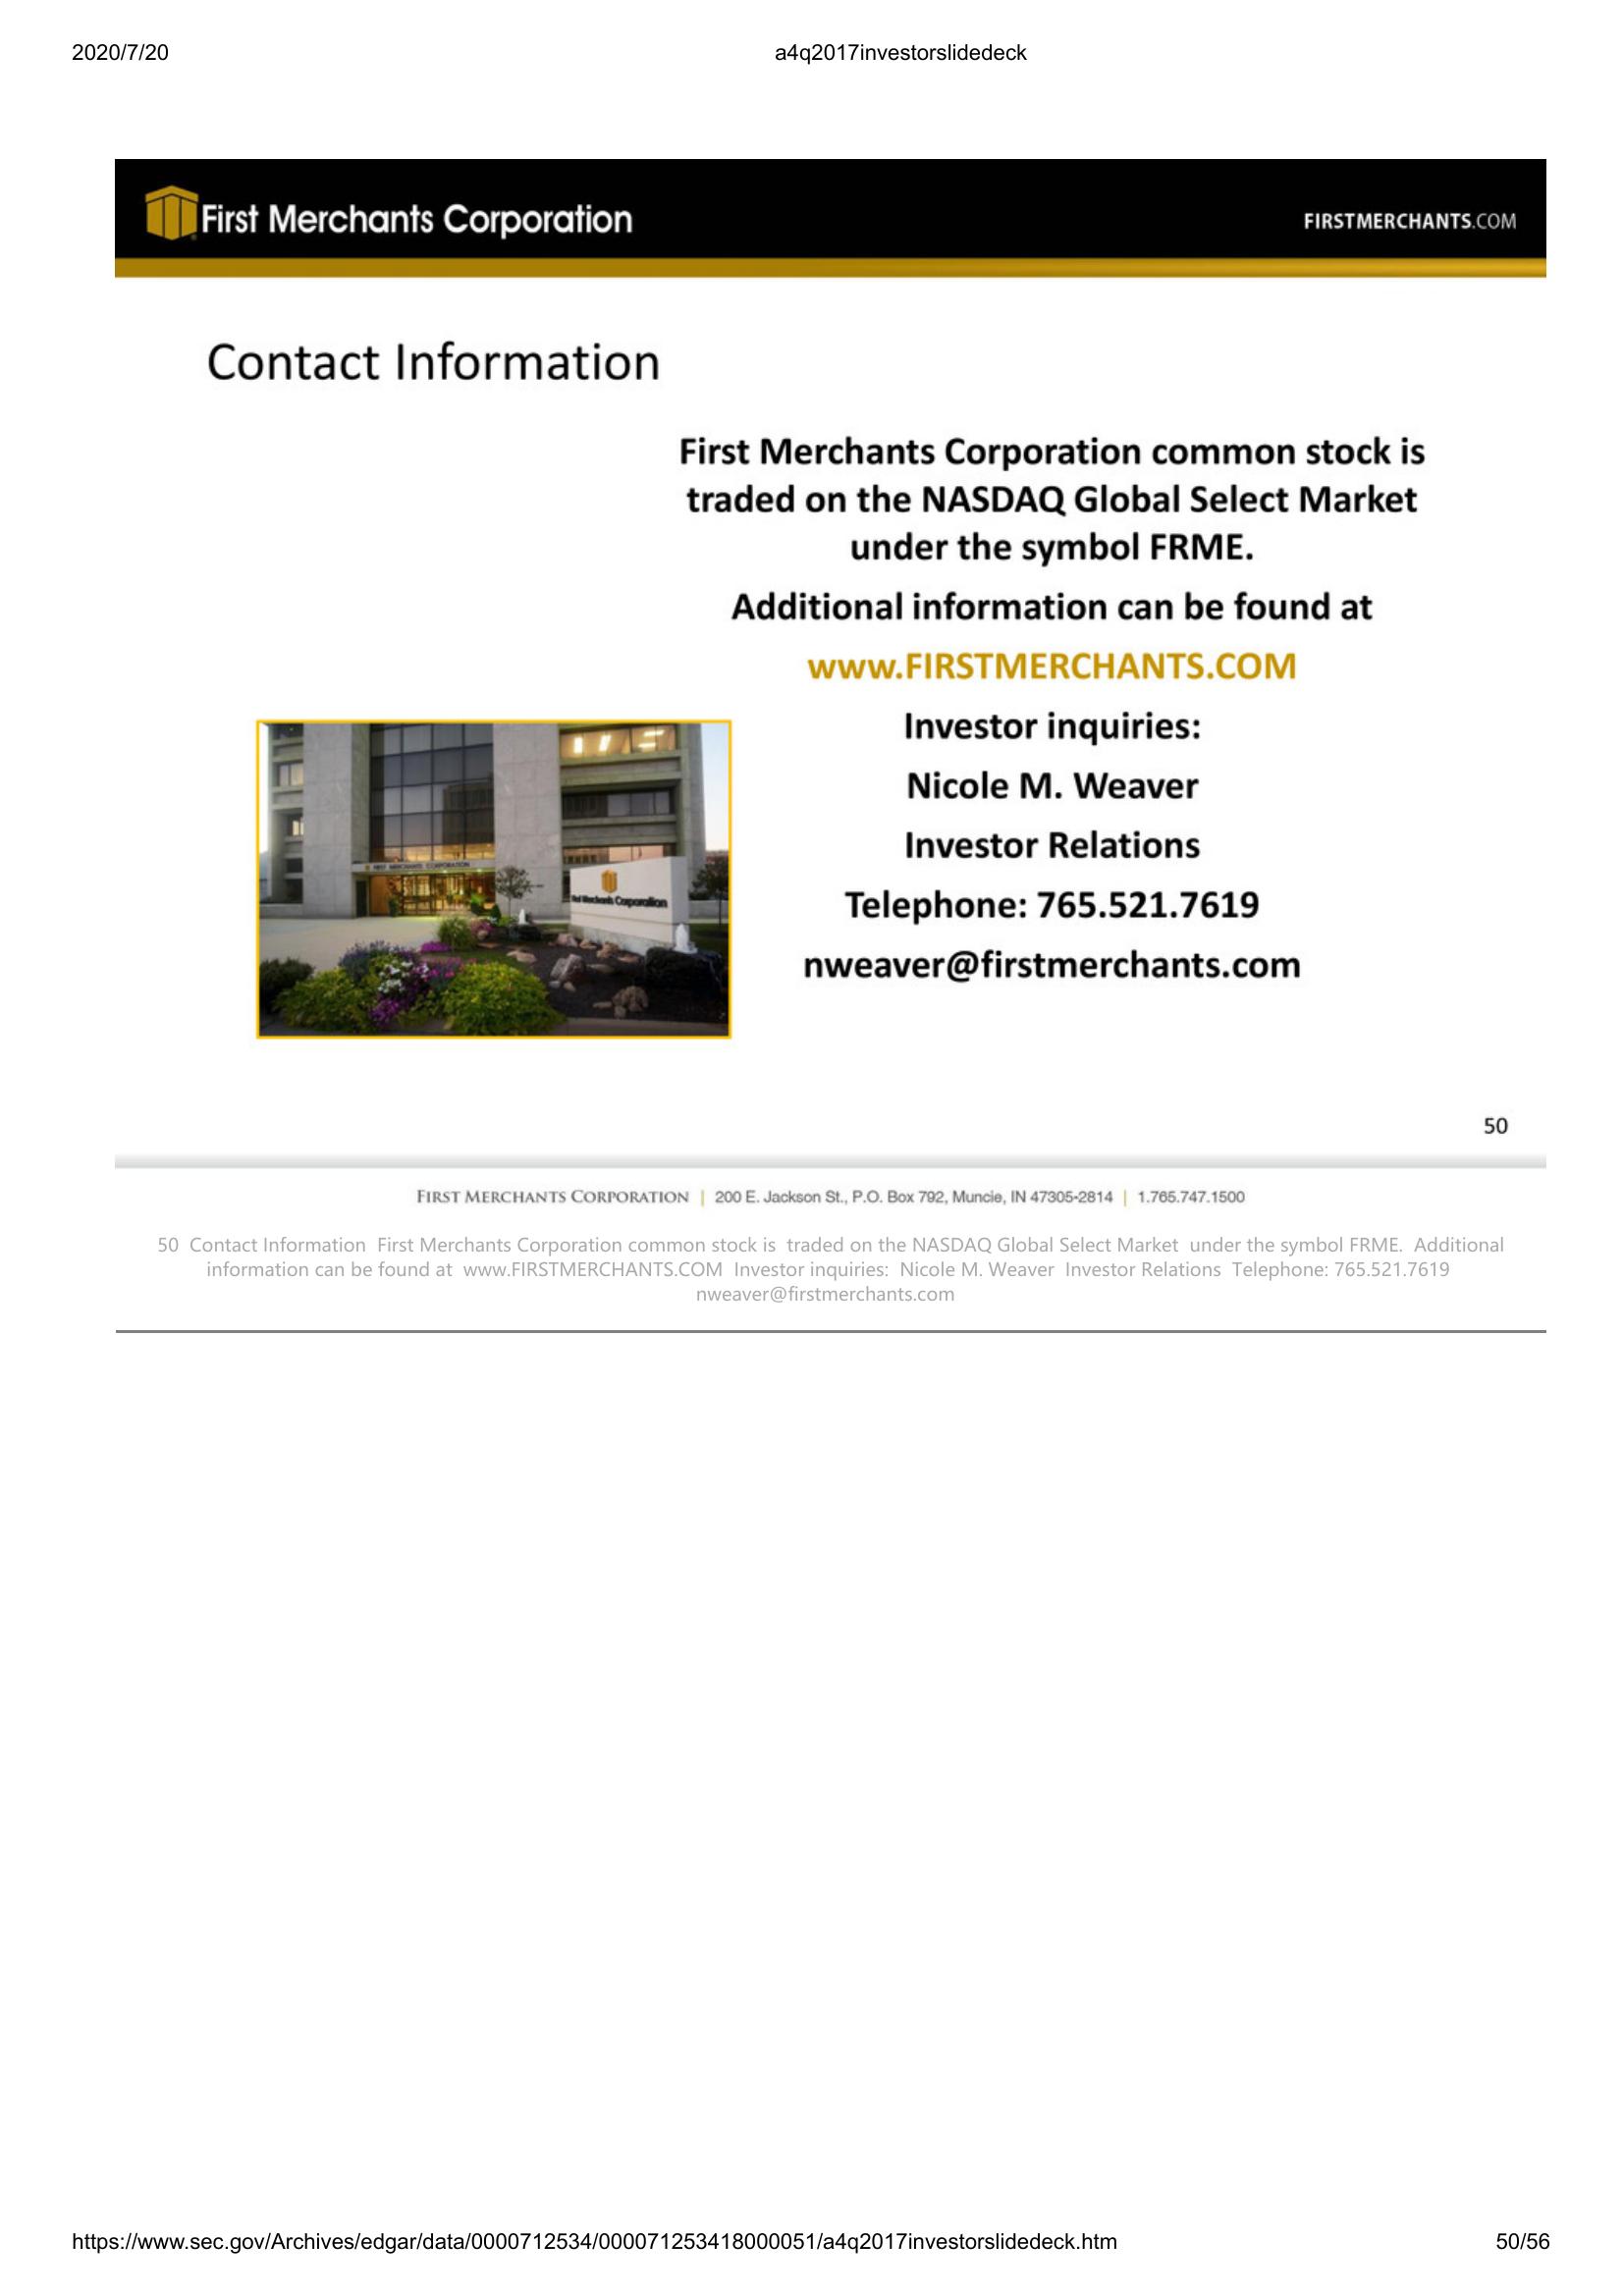 2020/7/20 a4q2017investorslidedeck
First Merchants Corporation FIRSTMERCHANTS.COM
Contact Information
First Merchants Corporation common stock is
traded on the NASDAQ Global Select Market
under the symbol FRME.
Additional information can be found at
www.FIRSTMERCHANTS.COM
Investor inquiries:
Nicole M. Weaver
Investor Relations
Telephone: 765.521.7619
nweaver@firstmerchants.com
FIRST MERCHANTS CORPORATION
First Merchants Corporation
50
FIRST MERCHANTS CORPORATION | 200 E. Jackson St., P.O. Box 792, Muncie, IN 47305-2814 | 1.765.747.1500
50 Contact Information First Merchants Corporation common stock is traded on the NASDAQ Global Select Market under the symbol FRME. Additional
information can be found at www.FIRSTMERCHANTS.COM Investor inquiries: Nicole M. Weaver Investor Relations Telephone: 765.521.7619
nweaver@firstmerchants.com
https://www.sec.gov/Archives/edgar/data/0000712534/000071253418000051/a4q2017investorslidedeck.htm 50/56